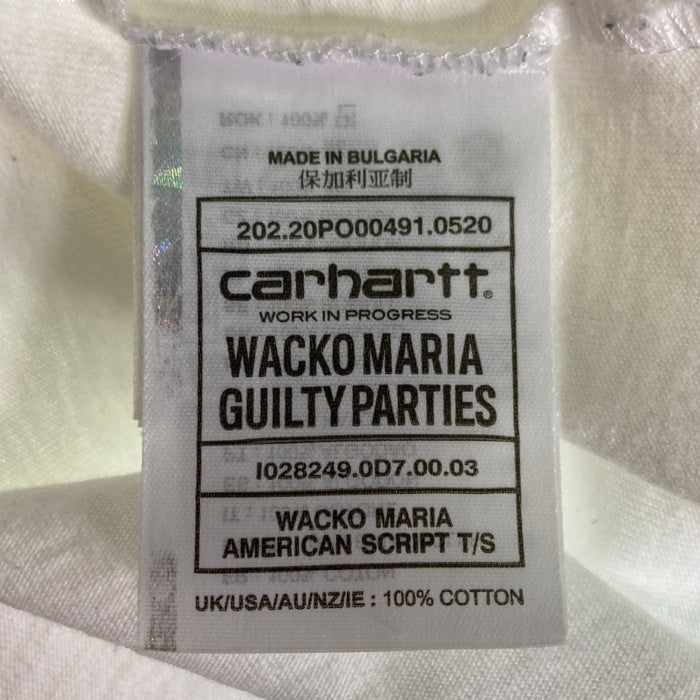 MADE IN BULGARIA
保加利亚制
202.20PO00491.0520
carhartt®
WORK IN PROGRESS
WACKO MARIA
GUILTY PARTIES
I028249.0D7.00.03
WACKO MARIA
AMERICAN SCRIPT T/S
UK/USA/AU/NZ/IE : 100% COTTON